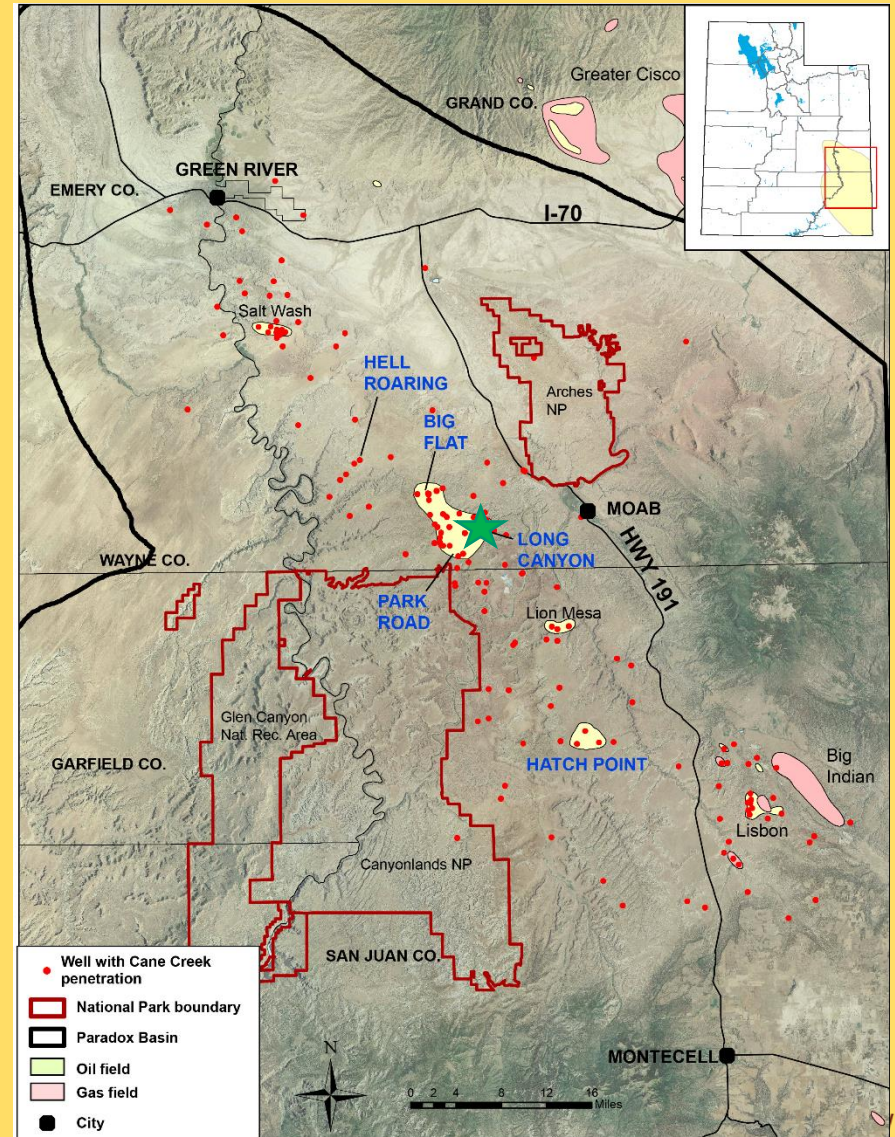 Greater Cisco
GRAND CO.
GREEN RIVER
EMERY CO.
I-70
Salt Wash
HELL
ROARING
Arches
NP
BIG
FLAT
MOAB
LONG
CANYON
WAYNE CO.
HWY 191
PARK
ROAD
Lion Mesa
Glen Canyon
Nat. Rec. Area
GARFIELD CO.
HATCH POINT
Big
Indian
Lisbon
Canyonlands NP
SAN JUAN CO.
Well with Cane Creek
penetration
National Park boundary
Paradox Basin
Oil field
Gas field
City
N
0 2 4 8 12 16
Miles
MONTECELL